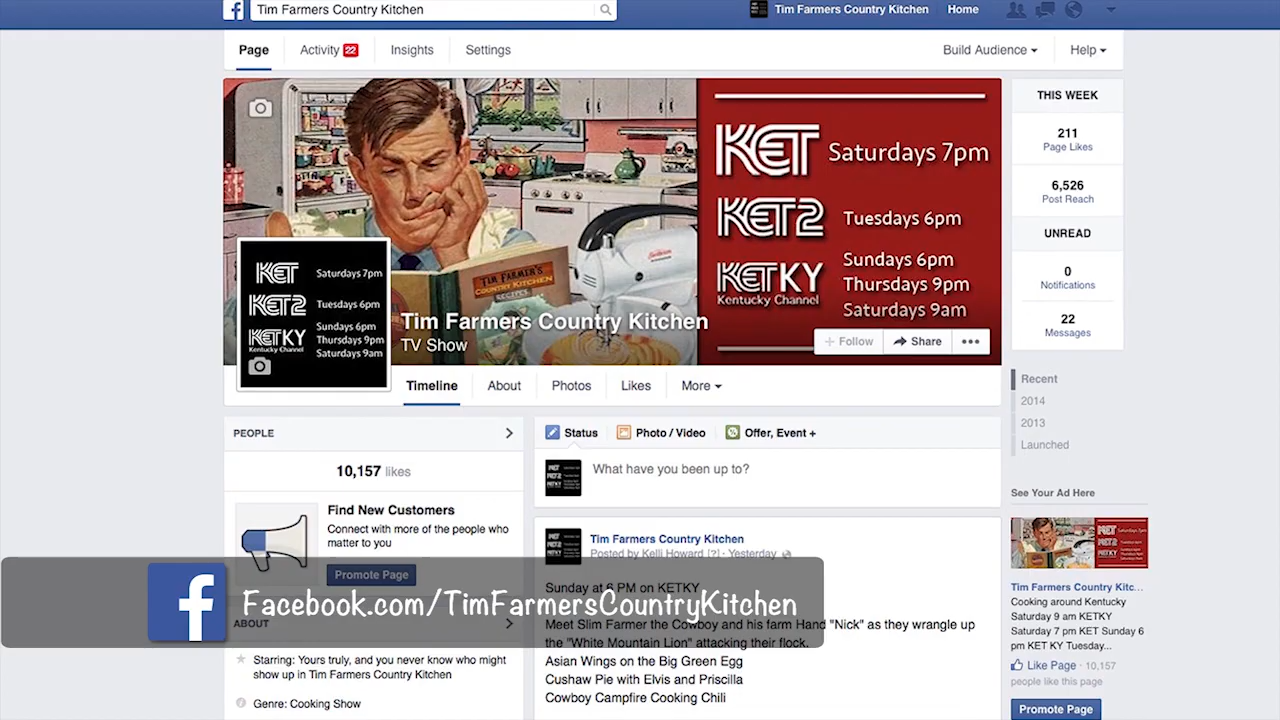 Tim Farmers Country Kitchen
Tim Farmers Country Kitchen Home
Page Activity 22 Insights Settings
Build Audience Help
KET Saturdays 7pm
KET2 Tuesdays 6pm
KETKY Kentucky Channel
Sundays 6pm
Thursdays 9pm
Saturdays 9am
TIM FARMER'S
COUNTRY KITCHEN
RECIPES
Sunbeam
KET Saturdays 7pm
KET2 Tuesdays 6pm
KETKY Kentucky Channel
Sundays 6pm
Thursdays 9pm
Saturdays 9am
Tim Farmers Country Kitchen
TV Show
+ Follow Share •••
Timeline About Photos Likes More
THIS WEEK
211
Page Likes
6,526
Post Reach
UNREAD
0
Notifications
22
Messages
Recent
2014
2013
Launched
PEOPLE
10,157 likes
Find New Customers
Connect with more of the people who
matter to you
Promote Page
ABOUT
Starring: Yours truly, and you never know who might
show up in Tim Farmers Country Kitchen
Genre: Cooking Show
Status Photo / Video Offer, Event +
What have you been up to?
Tim Farmers Country Kitchen
Posted by Kelli Howard [?] · Yesterday
Sunday at 6 PM on KETKY
Meet Slim Farmer the Cowboy and his farm Hand "Nick" as they wrangle up
the "White Mountain Lion" attacking their flock.
Asian Wings on the Big Green Egg
Cushaw Pie with Elvis and Priscilla
Cowboy Campfire Cooking Chili
Facebook.com/TimFarmersCountryKitchen
See Your Ad Here
Tim Farmers Country Kitc...
Cooking around Kentucky
Saturday 9 am KETKY
Saturday 7 pm KET Sunday 6
pm KET KY Tuesday...
Like Page · 10,157
people like this page
Promote Page